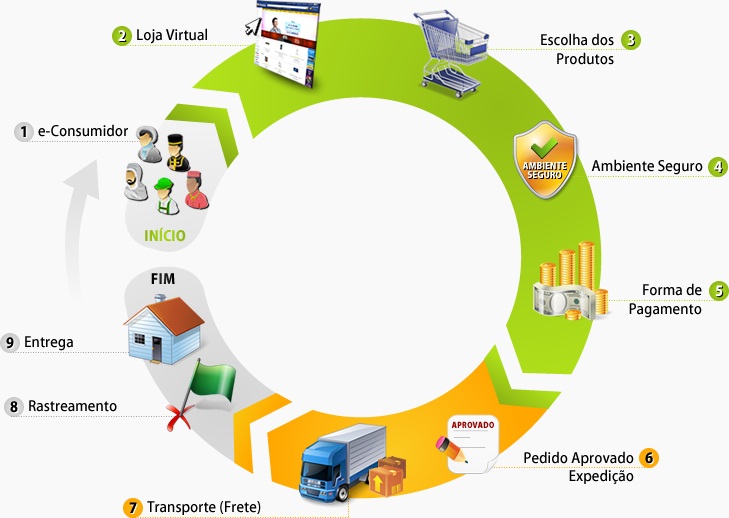 1 e-Consumidor
INÍCIO
2 Loja Virtual
3 Escolha dos
Produtos
4 Ambiente Seguro
AMBIENTE
SEGURO
5 Forma de
Pagamento
6 Pedido Aprovado
Expedição
APROVADO
7 Transporte (Frete)
8 Rastreamento
9 Entrega
FIM